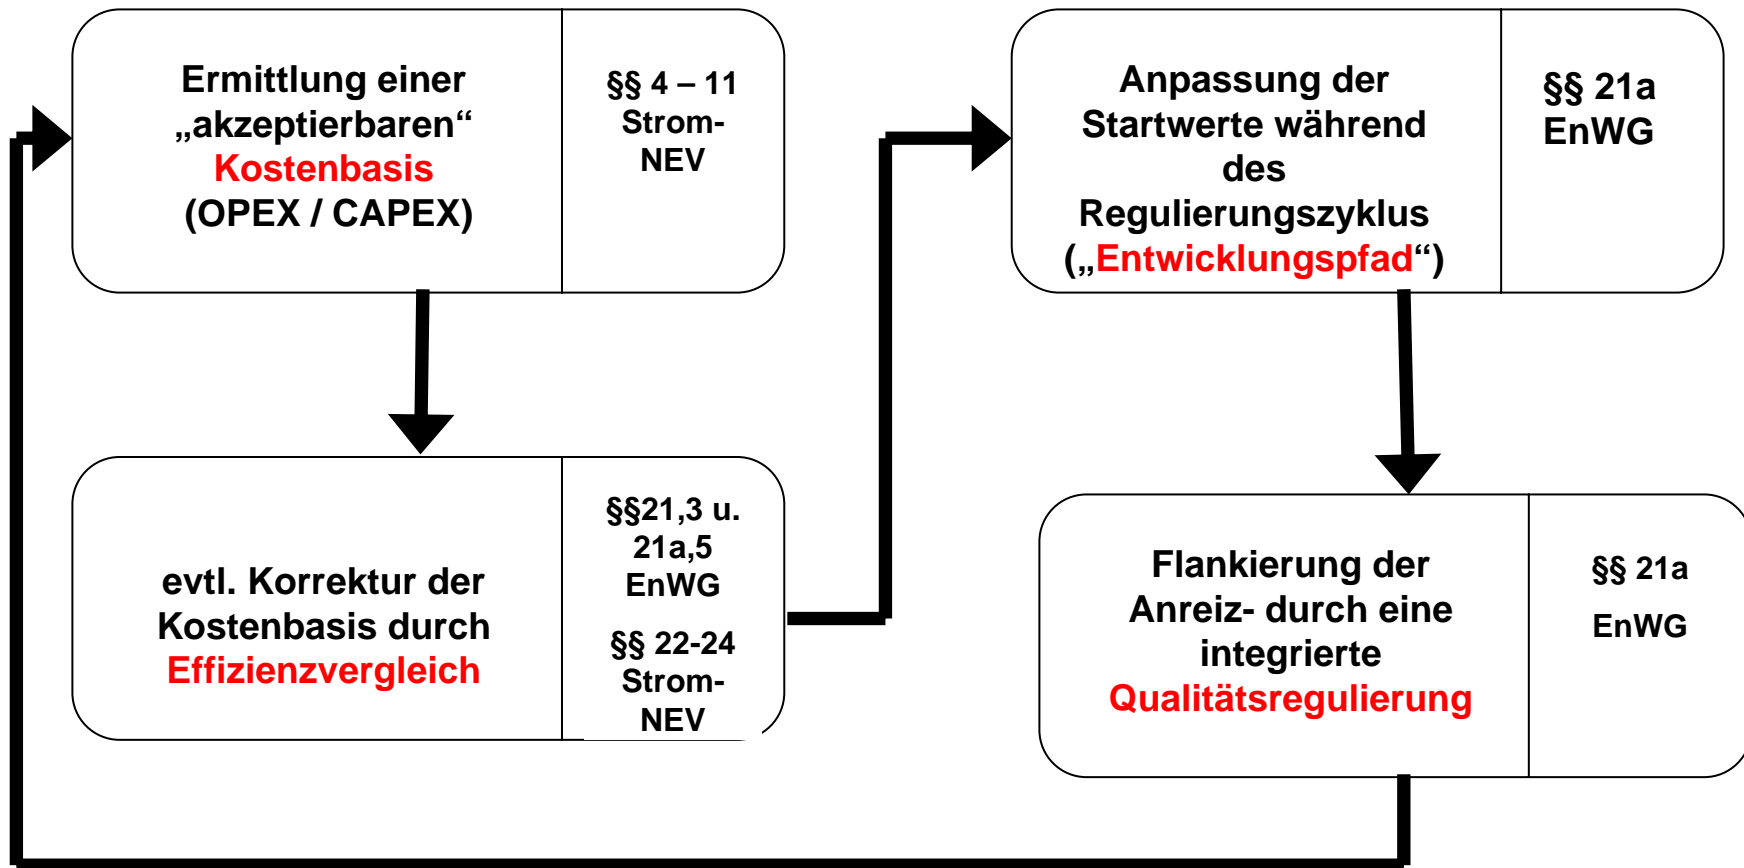 Ermittlung einer
„akzeptierbaren“
Kostenbasis
(OPEX / CAPEX)
§§ 4 – 11
Strom-
NEV
evtl. Korrektur der
Kostenbasis durch
Effizienzvergleich
§§21,3 u.
21a,5
EnWG
§§ 22-24
Strom-
NEV
Anpassung der
Startwerte während
des
Regulierungszyklus
(„Entwicklungspfad“)
§§ 21a
EnWG
Flankierung der
Anreiz- durch eine
integrierte
Qualitätsregulierung
§§ 21a
EnWG